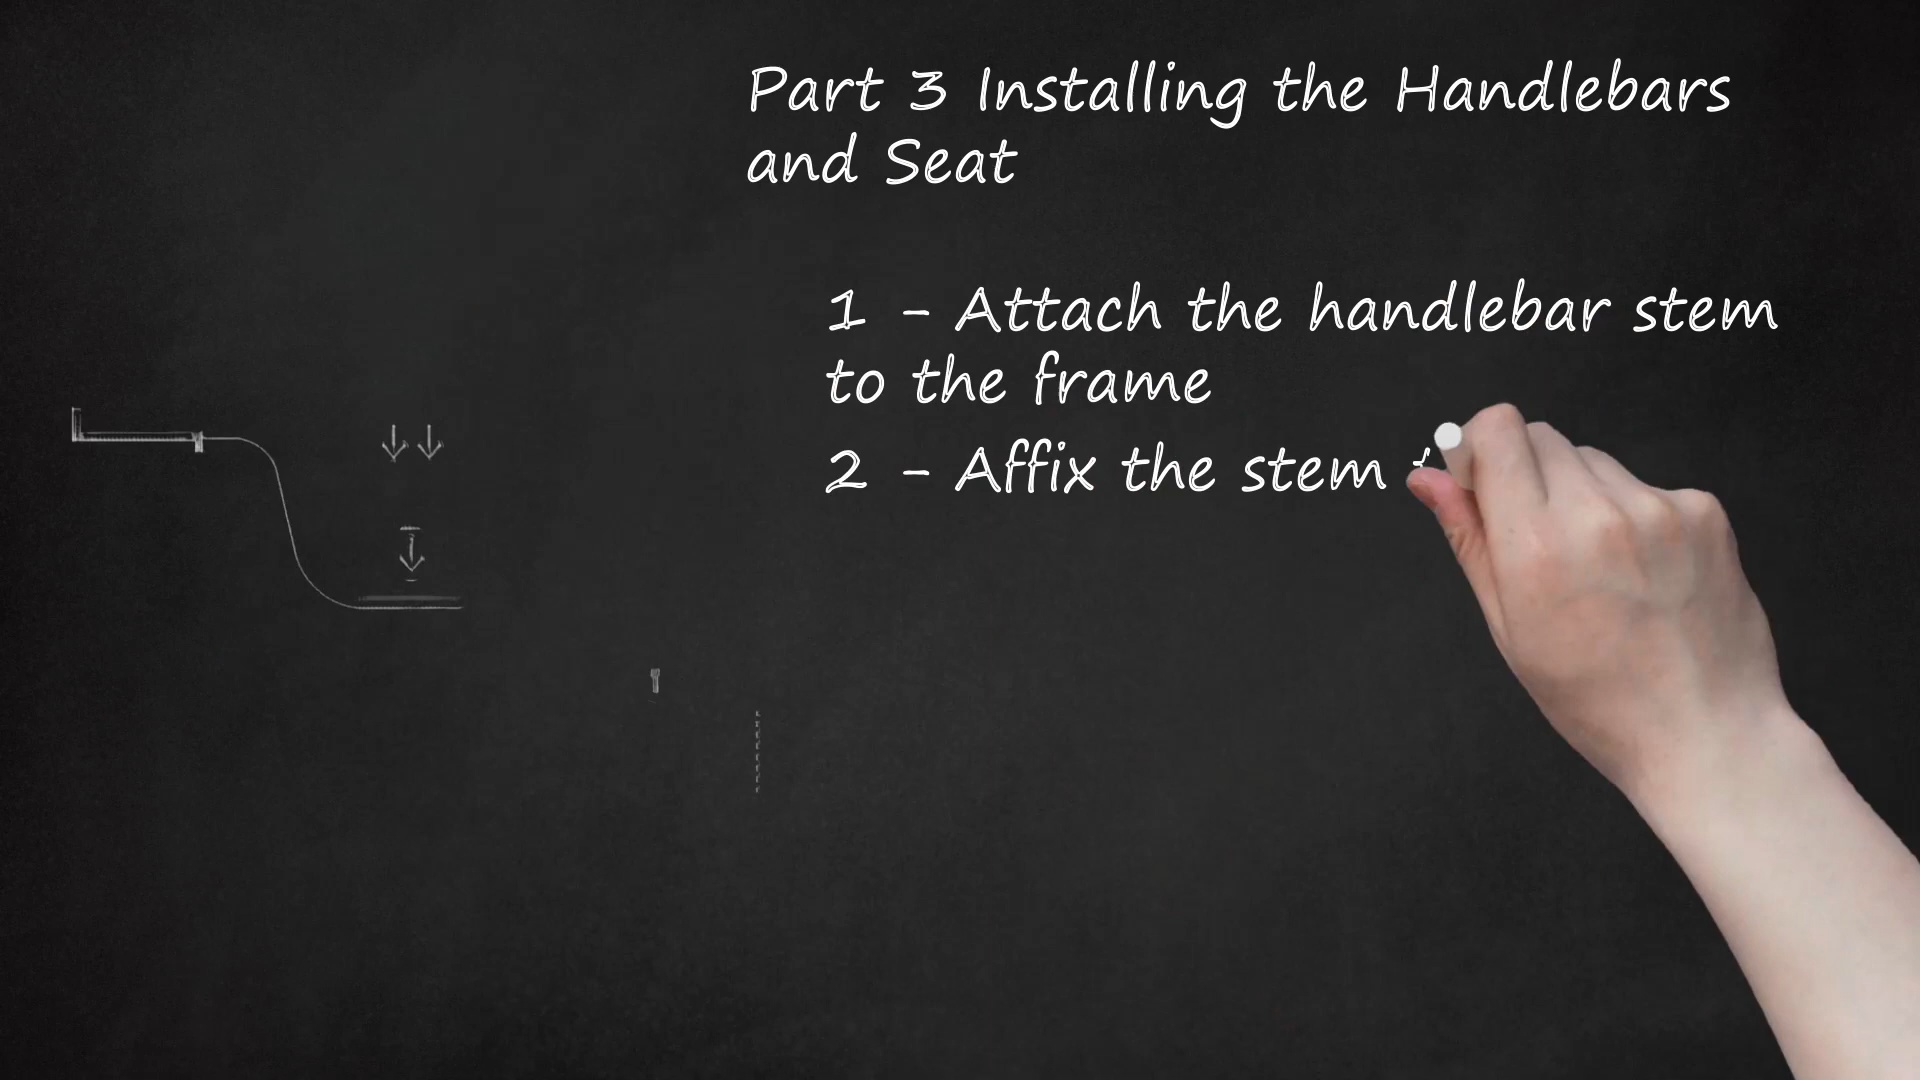 Part 3 Installing the Handlebars
and Seat
1 - Attach the handlebar stem
to the frame
2 - Affix the stem